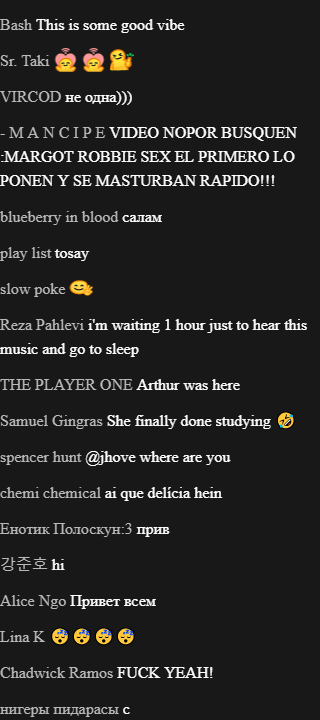 Bash This is some good vibe
Sr. Taki
VIRCOD не одна)))
- M A N C I P E VIDEO NOPOR BUSQUEN
:MARGOT ROBBIE SEX EL PRIMERO LO
PONEN Y SE MASTURBAN RAPIDO!!!
blueberry in blood салам
play list tosay
slow poke
Reza Pahlevi i'm waiting 1 hour just to hear this
music and go to sleep
THE PLAYER ONE Arthur was here
Samuel Gingras She finally done studying 🤣
spencer hunt @jhove where are you
chemi chemical ai que delícia hein
Енотик Полоскун:3 прив
강준호 hi
Alice Ngo Привет всем
Lina K 😴😴😴😴
Chadwick Ramos FUCK YEAH!
нигеры пидарасы с